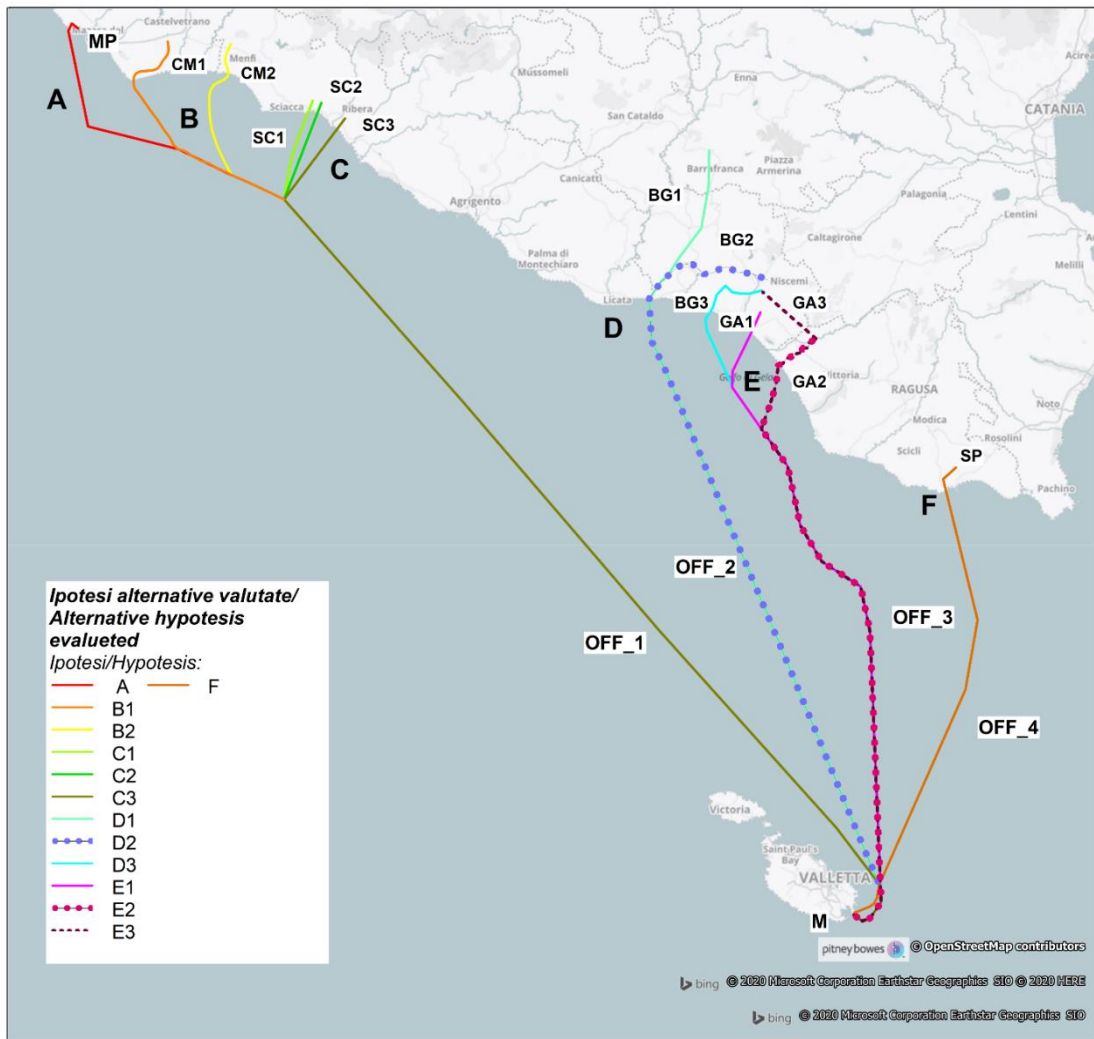 Castelvetrano
MP
CM1
Menfi
CM2
A
B
Sciacca
SC2
Ribera
SC1
SC3
C
Mussomeli
Enna
San Cataldo
CATANIA
Barrafranca
Piazza
Armerina
Canicattì
Palagonia
Agrigento
BG1
Lentini
BG2
Caltagirone
Melilli
Palma di
Montechiaro
Niscemi
Licata
BG3
GA3
D
GA1
E
Vittoria
GA2
RAGUSA
Modica
Noto
Rosolini
Scicli
SP
Pachino
F
OFF_2
OFF_3
OFF_1
OFF_4
Ipotesi alternative valutate/
Alternative hypotesis
evalueted
Ipotesi/Hypotesis:
A F
B1
B2
C1
C2
C3
D1
D2
D3
E1
E2
E3
Victoria
Saint-Paul's
Bay
VALLETTA
M
pitney bowes © OpenStreetMap contributors
bing © 2020 Microsoft Corporation Earthstar Geographics SIO © 2020 HERE
bing © 2020 Microsoft Corporation Earthstar Geographics SIO